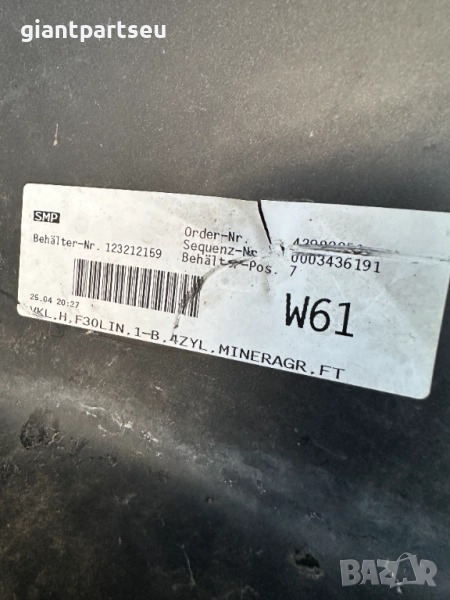 giantpartseu
SMP
Order-Nr.
Behälter-Nr. 123212159
Sequenz-Nr. 0003436191
Behälter-Pos. 7
25.04 20:27
W61
VKL,H,F30LIN,1-B,4ZYL,MINERAGR.FT
BAZAR